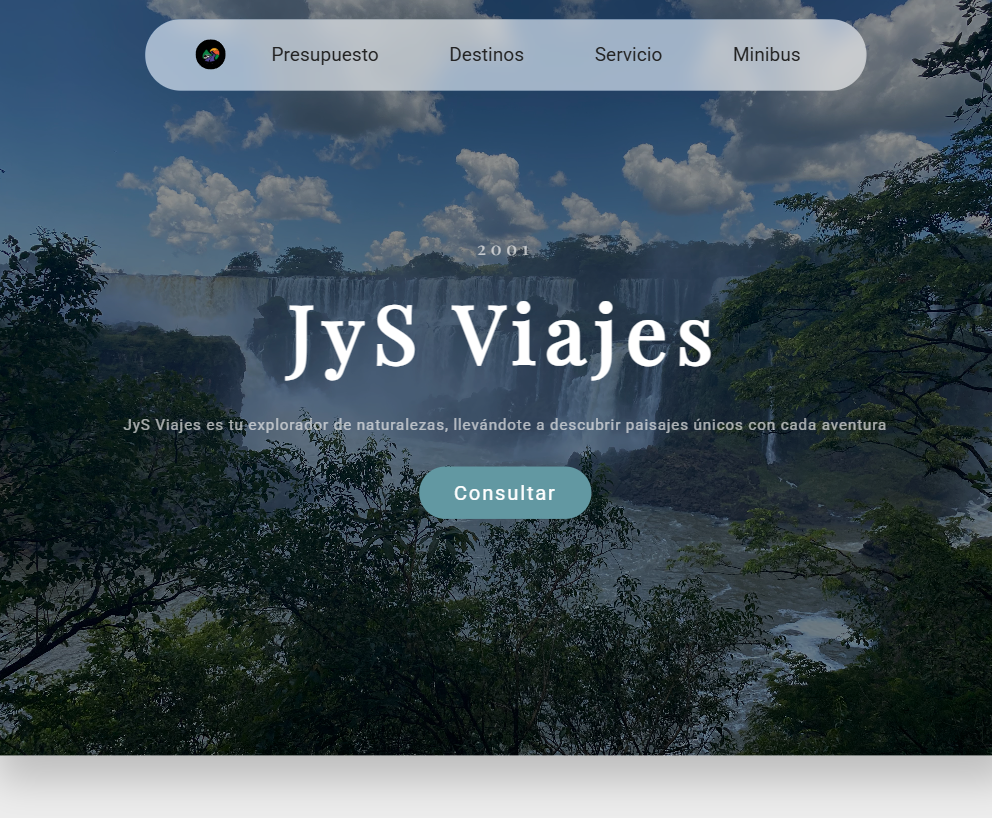 Presupuesto Destinos Servicio Minibus
2001
JyS Viajes
JyS Viajes es tu explorador de naturalezas, llevándote a descubrir paisajes únicos con cada aventura
Consultar